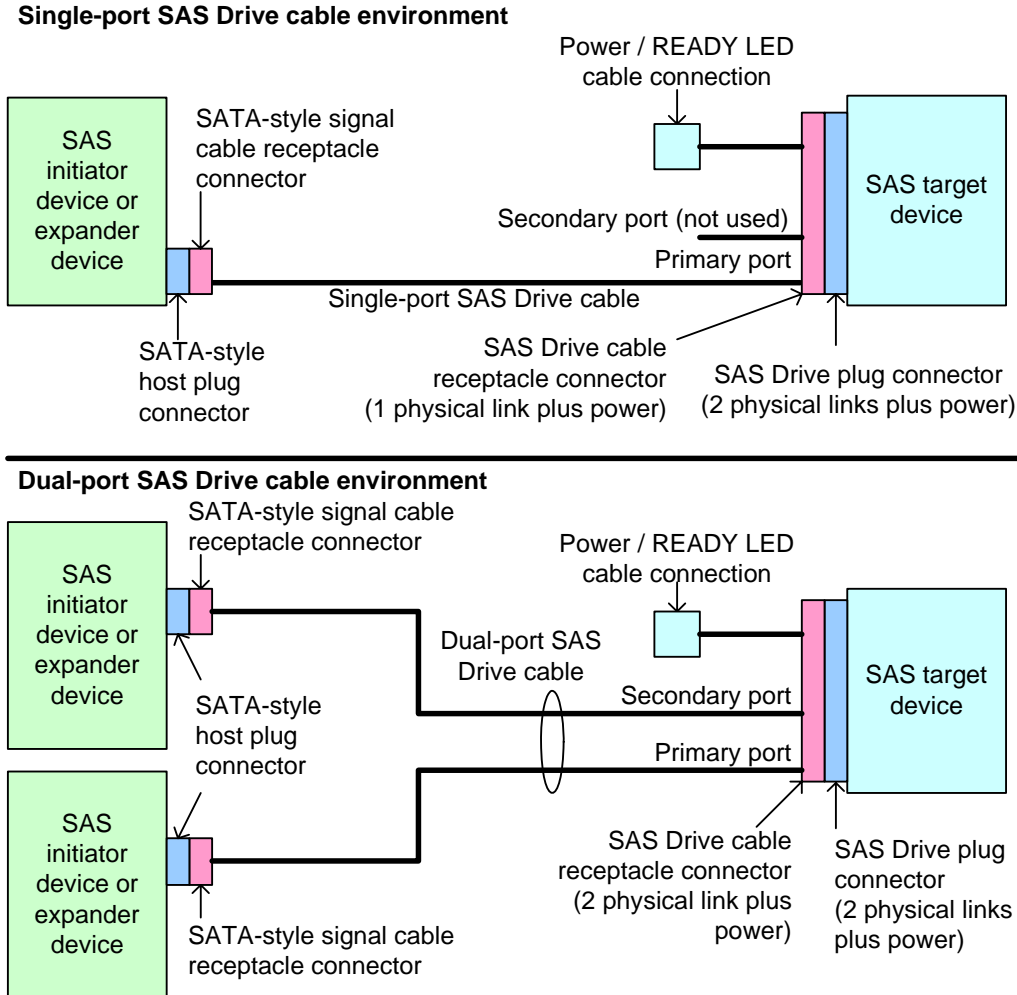 Single-port SAS Drive cable environment
Power / READY LED
cable connection
SAS
initiator
device or
expander
device
SATA-style signal
cable receptacle
connector
SAS target
device
Secondary port (not used)
Primary port
Single-port SAS Drive cable
SATA-style
host plug
connector
SAS Drive cable
receptacle connector
(1 physical link plus power)
SAS Drive plug connector
(2 physical links plus power)
Dual-port SAS Drive cable environment
SATA-style signal cable
receptacle connector
Power / READY LED
cable connection
SAS
initiator
device or
expander
device
Dual-port SAS
Drive cable
SAS target
device
Secondary port
SATA-style
host plug
connector
Primary port
SAS
initiator
device or
expander
device
SAS Drive cable
receptacle connector
(2 physical link plus
power)
SAS Drive plug
connector
(2 physical links
plus power)
SATA-style signal cable
receptacle connector